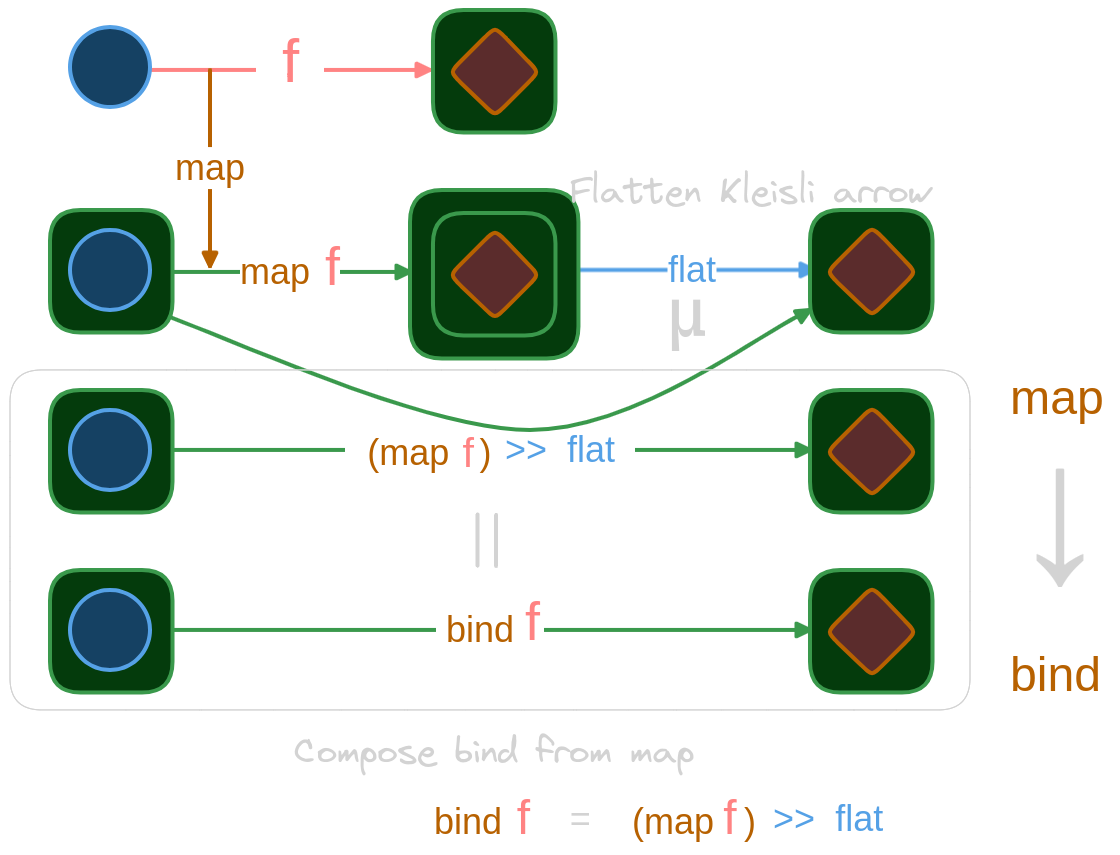 f
map
Flatten Kleisli arrow
map f
flat
μ
map
(map f ) >> flat
||
bind f
bind
Compose bind from map
bind f = (map f ) >> flat